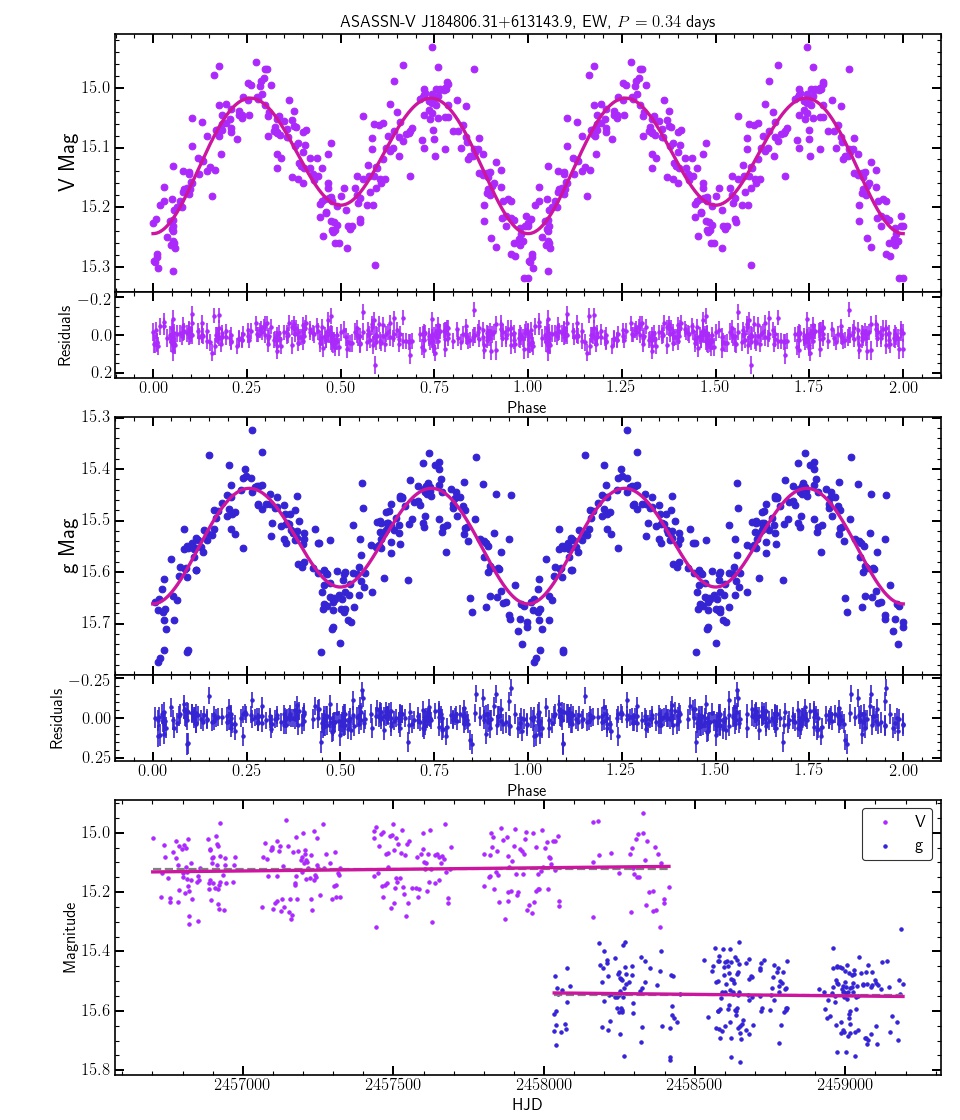 ASASSN-V J184806.31+613143.9, EW, P = 0.34 days
15.0
15.1
15.2
15.3
V Mag
−0.2
0.0
0.2
Residuals
0.00 0.25 0.50 0.75 1.00 1.25 1.50 1.75 2.00
Phase
15.3
15.4
15.5
15.6
15.7
g Mag
−0.25
0.00
0.25
Residuals
0.00 0.25 0.50 0.75 1.00 1.25 1.50 1.75 2.00
Phase
V
g
15.0
15.2
15.4
15.6
15.8
Magnitude
2457000 2457500 2458000 2458500 2459000
HJD